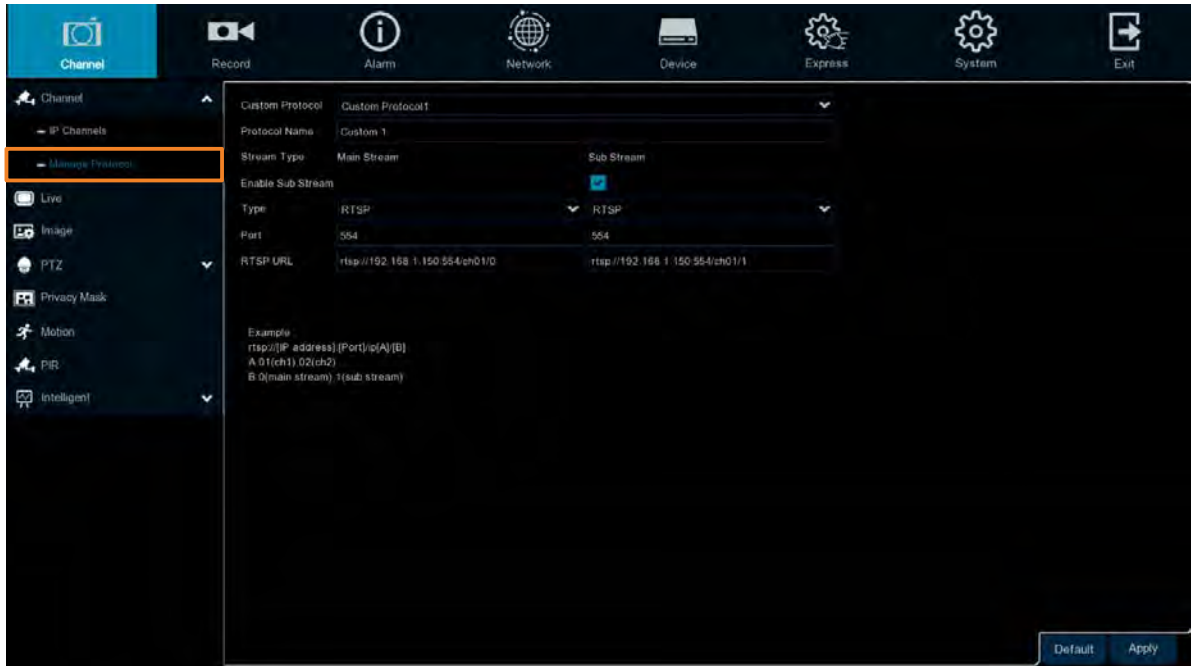 Channel Record Alarm Network Device Express System Exit
Channel
IP Channels
Manage Protocol
Live
Image
PTZ
Privacy Mask
Motion
PIR
Intelligent
Custom Protocol Custom Protocol1
Protocol Name Custom 1
Stream Type Main Stream Sub Stream
Enable Sub Stream
Type RTSP RTSP
Port 554 554
RTSP URL rtsp://192.168.1.150:554/ch01/0 rtsp://192.168.1.150:554/ch01/1
Example
rtsp://[IP address]:[Port]/ip[A]/[B]
A:01(ch1),02(ch2)
B:0(main stream),1(sub stream)
Default Apply